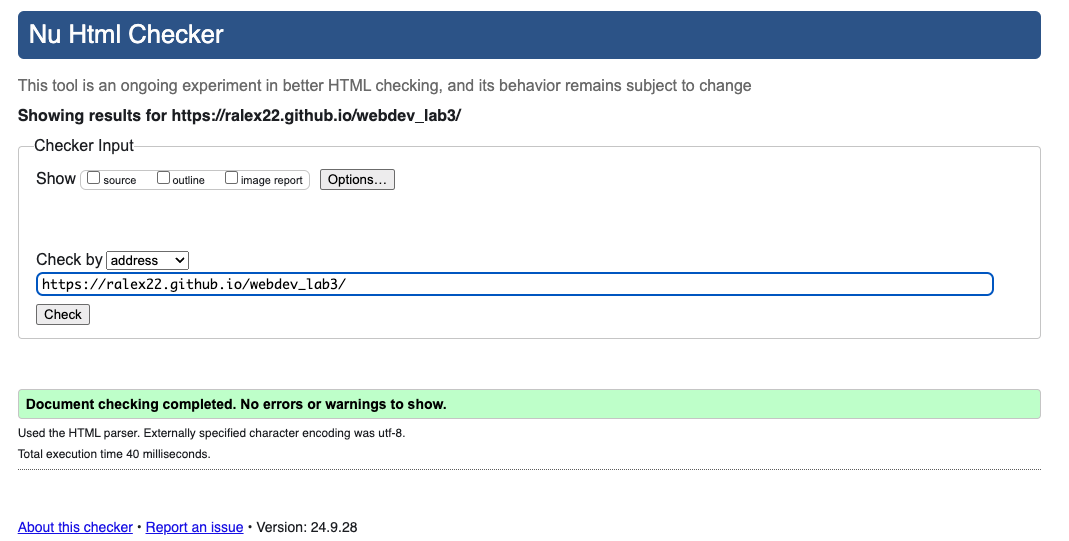 Nu Html Checker
This tool is an ongoing experiment in better HTML checking, and its behavior remains subject to change
Showing results for https://ralex22.github.io/webdev_lab3/
Checker Input
Show source outline image report Options...
Check by address
https://ralex22.github.io/webdev_lab3/
Check
Document checking completed. No errors or warnings to show.
Used the HTML parser. Externally specified character encoding was utf-8.
Total execution time 40 milliseconds.
About this checker • Report an issue • Version: 24.9.28